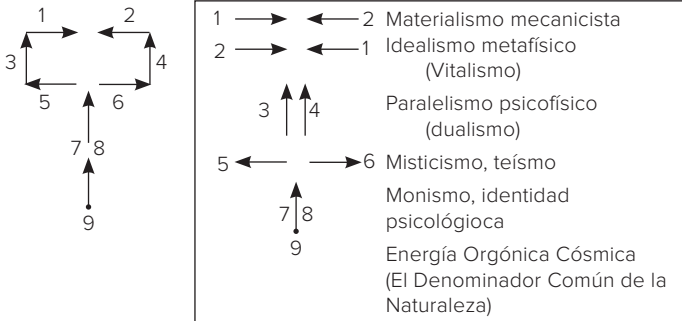 1 2
3 4
5 6
7 8
9
1 2 Materialismo mecanicista
2 1 Idealismo metafísico
(Vitalismo)
3 4 Paralelismo psicofísico
(dualismo)
5 6 Misticismo, teísmo
7 8 Monismo, identidad
psicológioca
9
Energía Orgónica Cósmica
(El Denominador Común de la
Naturaleza)